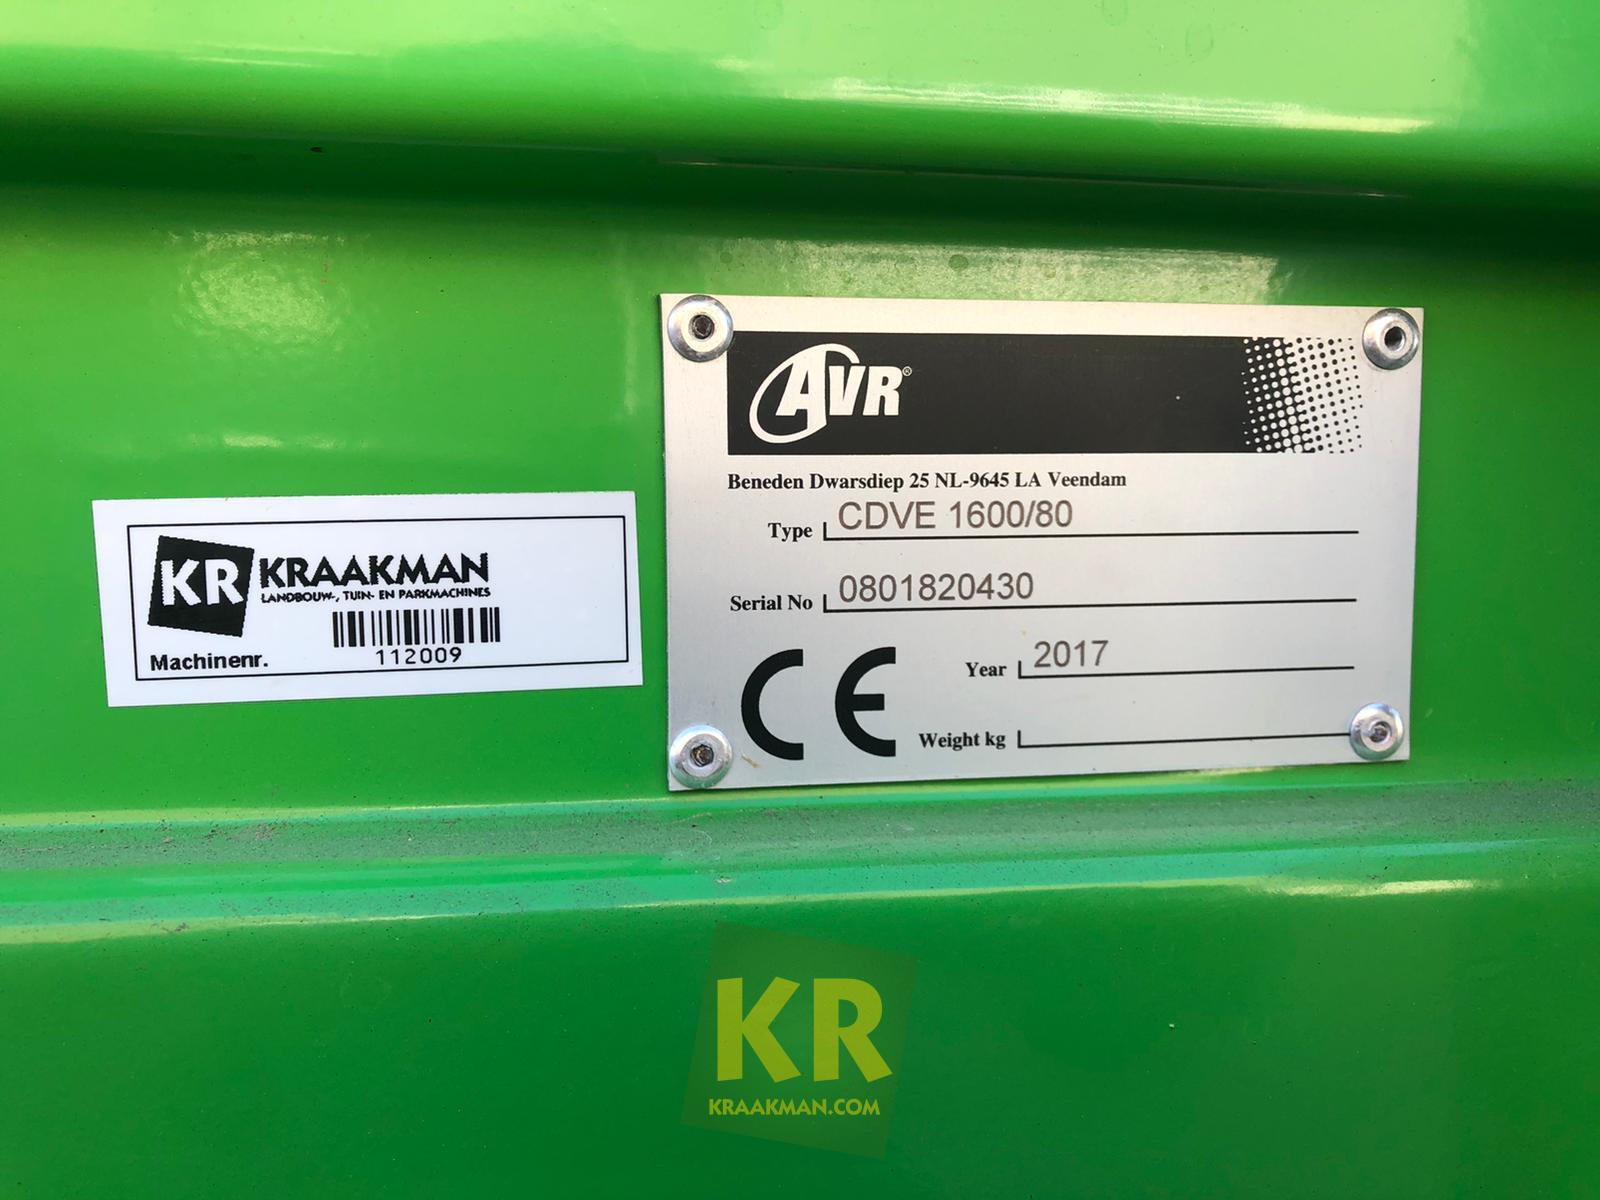 AVR®
Beneden Dwarsdiep 25 NL-9645 LA Veendam
Type CDVE 1600/80
Serial No 0801820430
CE
Year 2017
Weight kg
KR KRAAKMAN
LANDBOUW-, TUIN- EN PARKMACHINES
Machinenr. 112009
KR
KRAAKMAN.COM